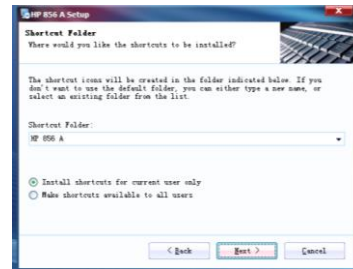 HP 856 A Setup
Shortcut Folder
Where would you like the shortcuts to be installed?
The shortcut icons will be created in the folder indicated below. If you
don't want to use the default folder, you can either type a new name, or
select an existing folder from the list.
Shortcut Folder:
HP 856 A
Install shortcuts for current user only
Make shortcuts available to all users
< Back
Next >
Cancel